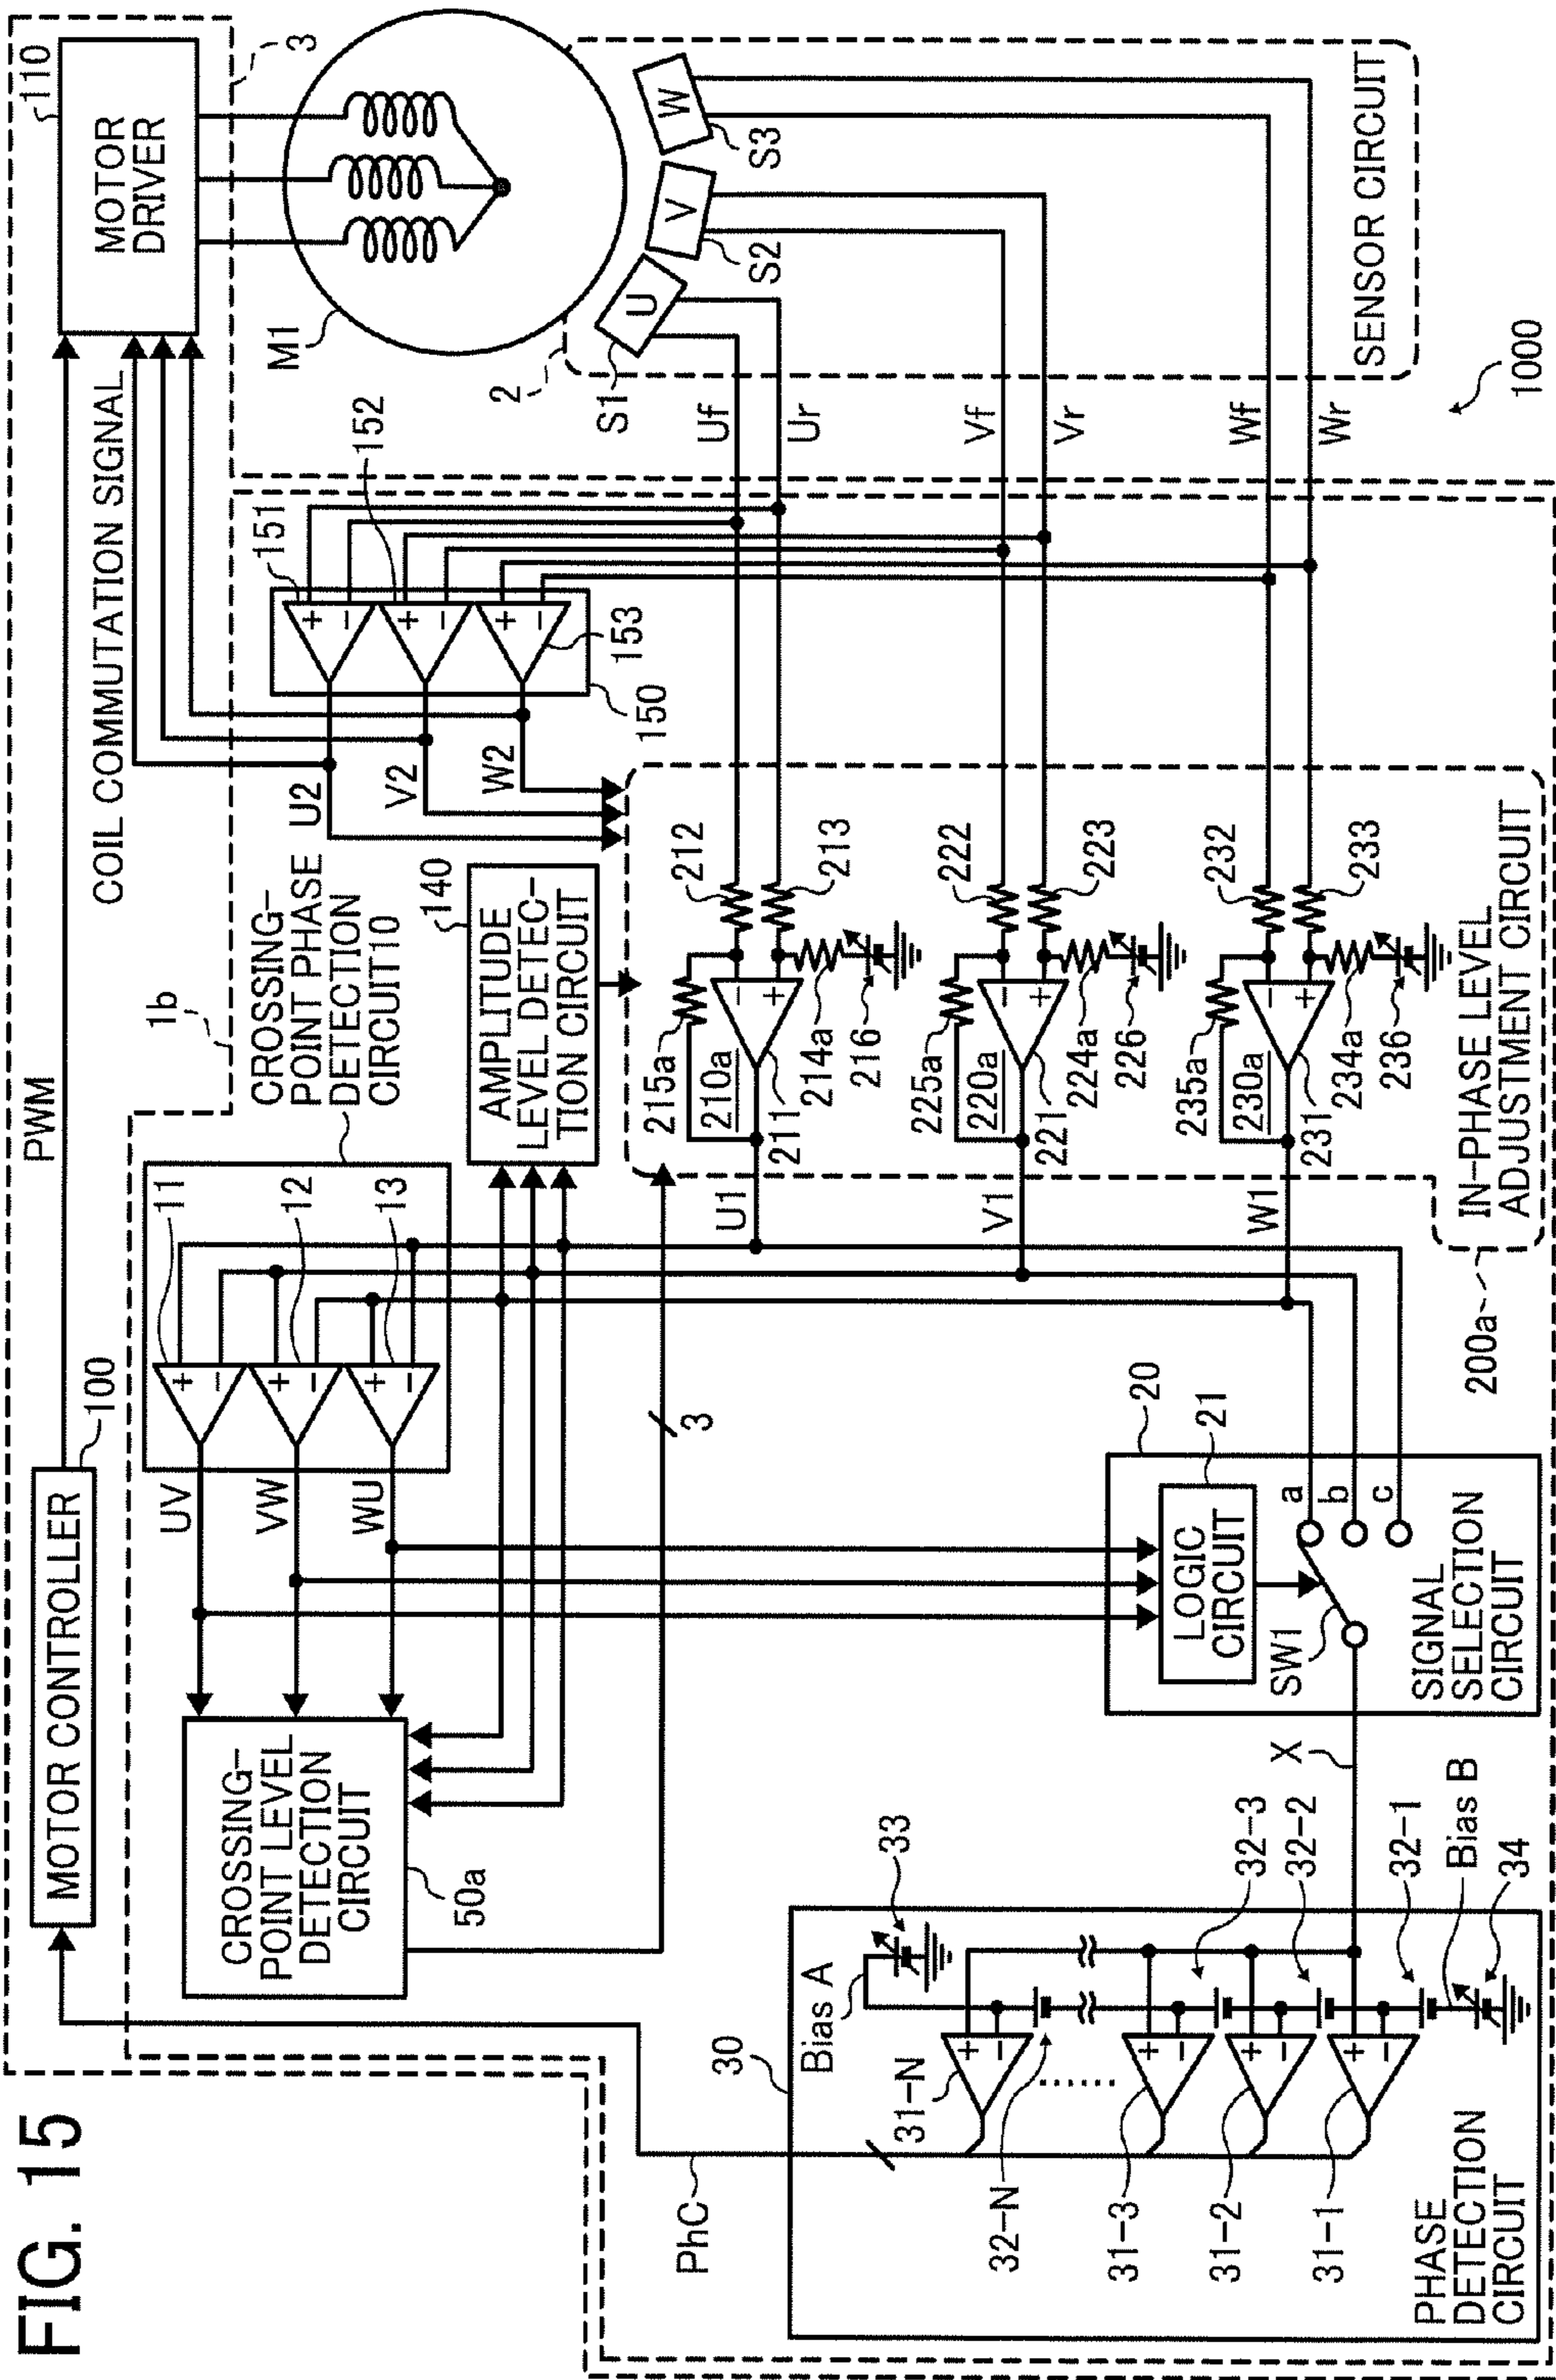 FIG. 15
MOTOR CONTROLLER
100
PWM
COIL COMMUTATION SIGNAL
MOTOR
DRIVER
110
3
1b
CROSSING-
POINT LEVEL
DETECTION
CIRCUIT
50a
UV
VW
WU
11
12
13
+
−
+
−
+
−
CROSSING-
POINT PHASE
DETECTION
CIRCUIT10
U2
V2
W2
151
152
153
150
+
−
+
−
+
−
M1
2
AMPLITUDE
LEVEL DETEC-
TION CIRCUIT
140
3
S1
U
S2
V
S3
W
Uf
Ur
Vf
Vr
Wf
Wr
SENSOR CIRCUIT
1000
U1
215a
210a
211
−
+
212
213
214a
216
V1
225a
220a
221
−
+
222
223
224a
226
W1
235a
230a
231
−
+
232
233
234a
236
IN-PHASE LEVEL
ADJUSTMENT CIRCUIT
200a
20
21
LOGIC
CIRCUIT
SW1
a
b
c
SIGNAL
SELECTION
CIRCUIT
X
PhC
30
Bias A
33
31-N
32-N
31-3
31-2
31-1
+
−
+
−
+
−
+
−
32-3
32-2
32-1
Bias B
34
PHASE
DETECTION
CIRCUIT